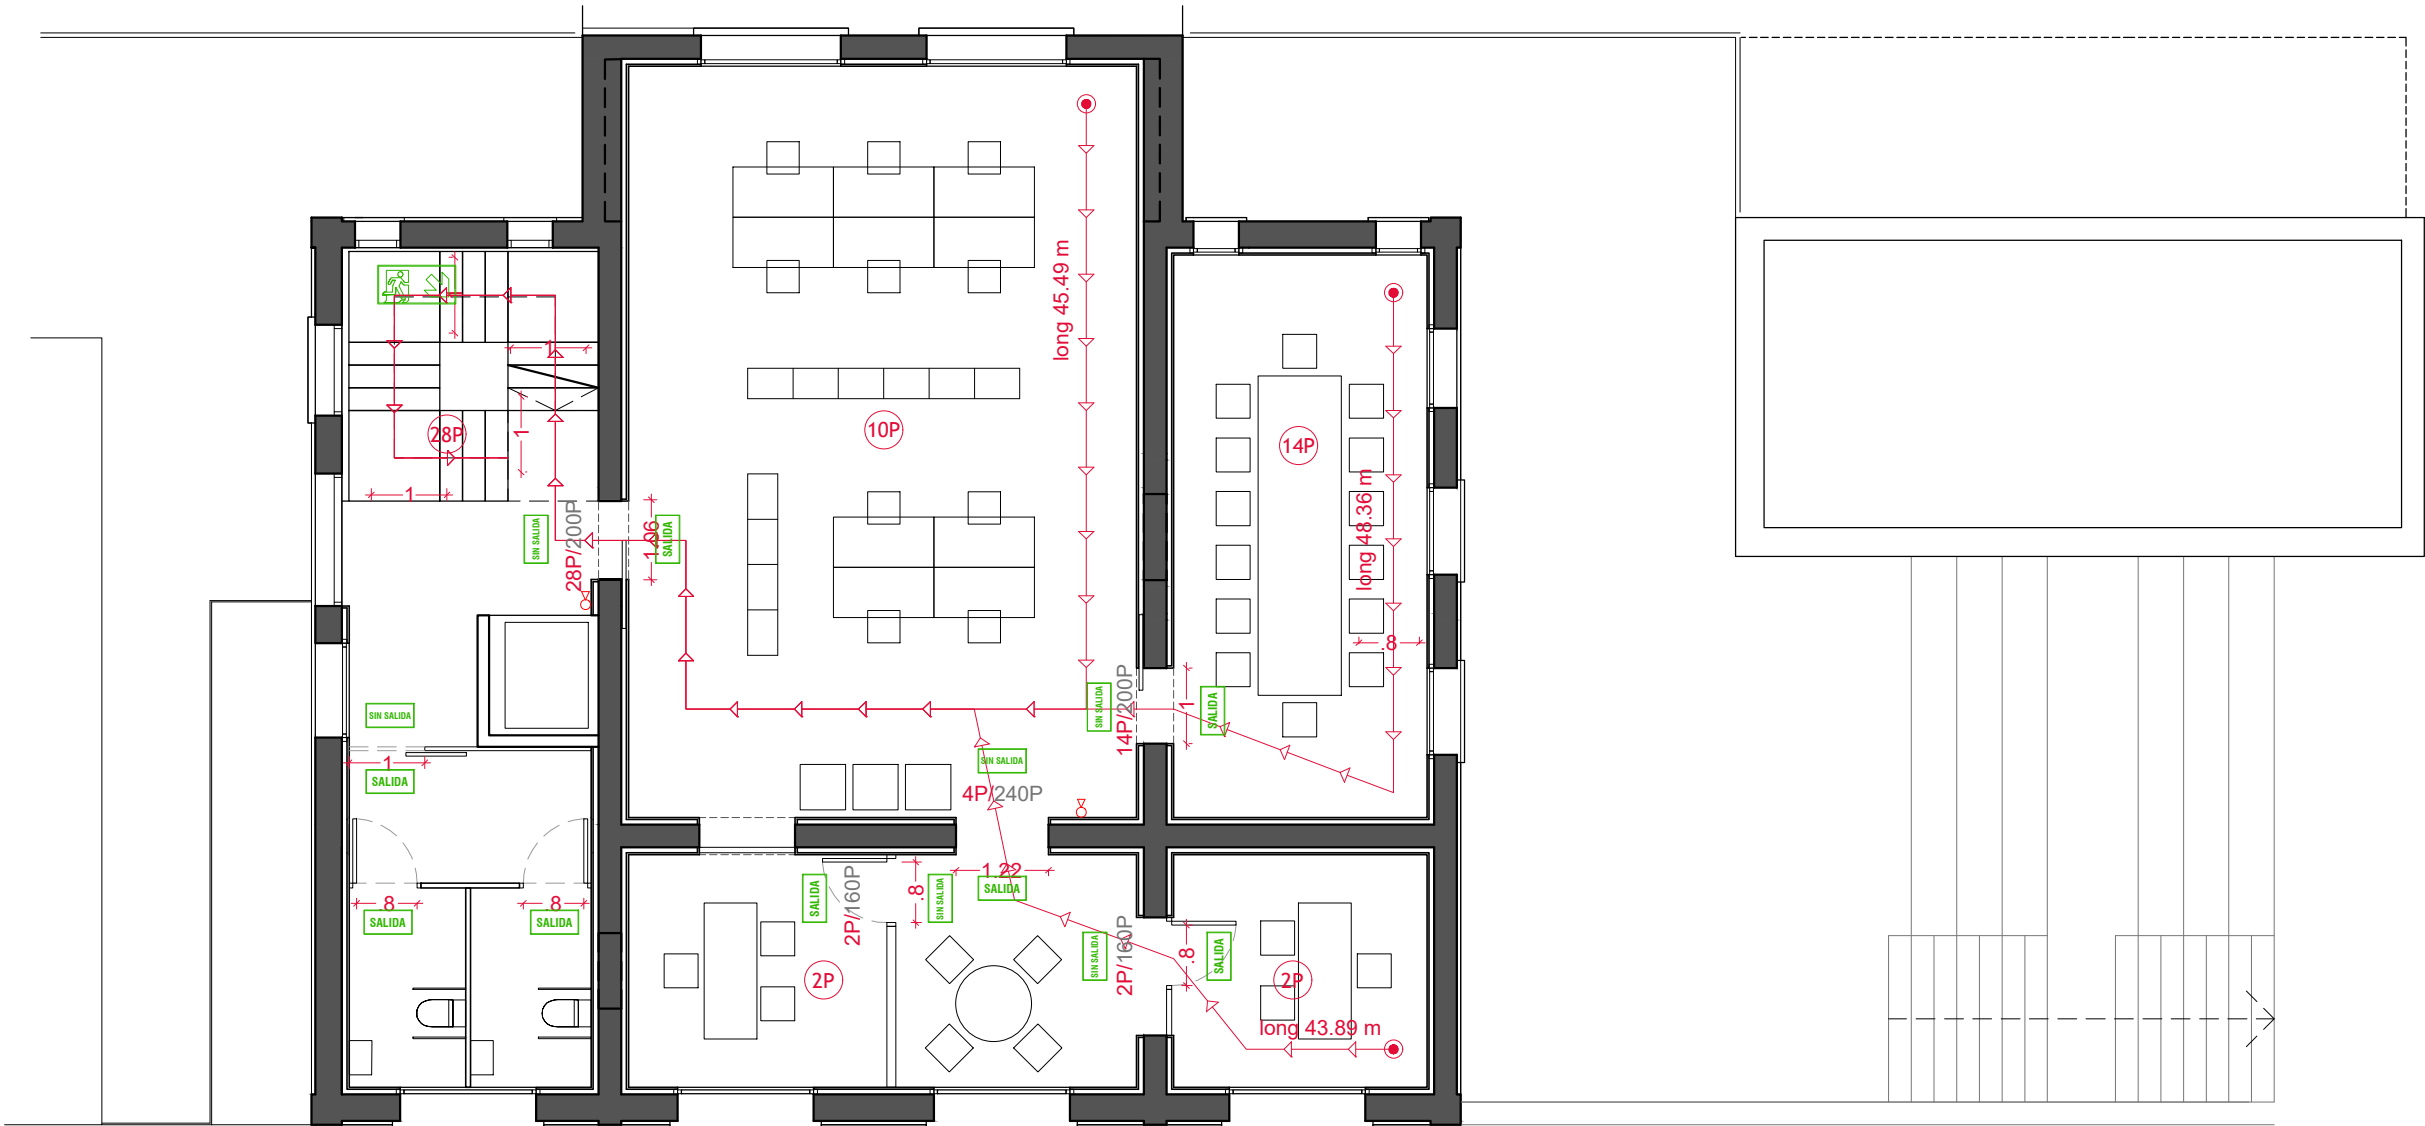 long 45.49 m
1
10P
28P
1
14P
long 48.36 m
1
28P/200P
SIN SALIDA
1.06
SALIDA
.8
14P/200P
SIN SALIDA
1
SALIDA
SIN SALIDA
1
SALIDA
SIN SALIDA
4P/240P
1.22
SALIDA
2P/160P
.8
SIN SALIDA
SALIDA
.8
SALIDA
.8
SALIDA
2P/160P
SIN SALIDA
.8
SALIDA
2P
2P
long 43.89 m